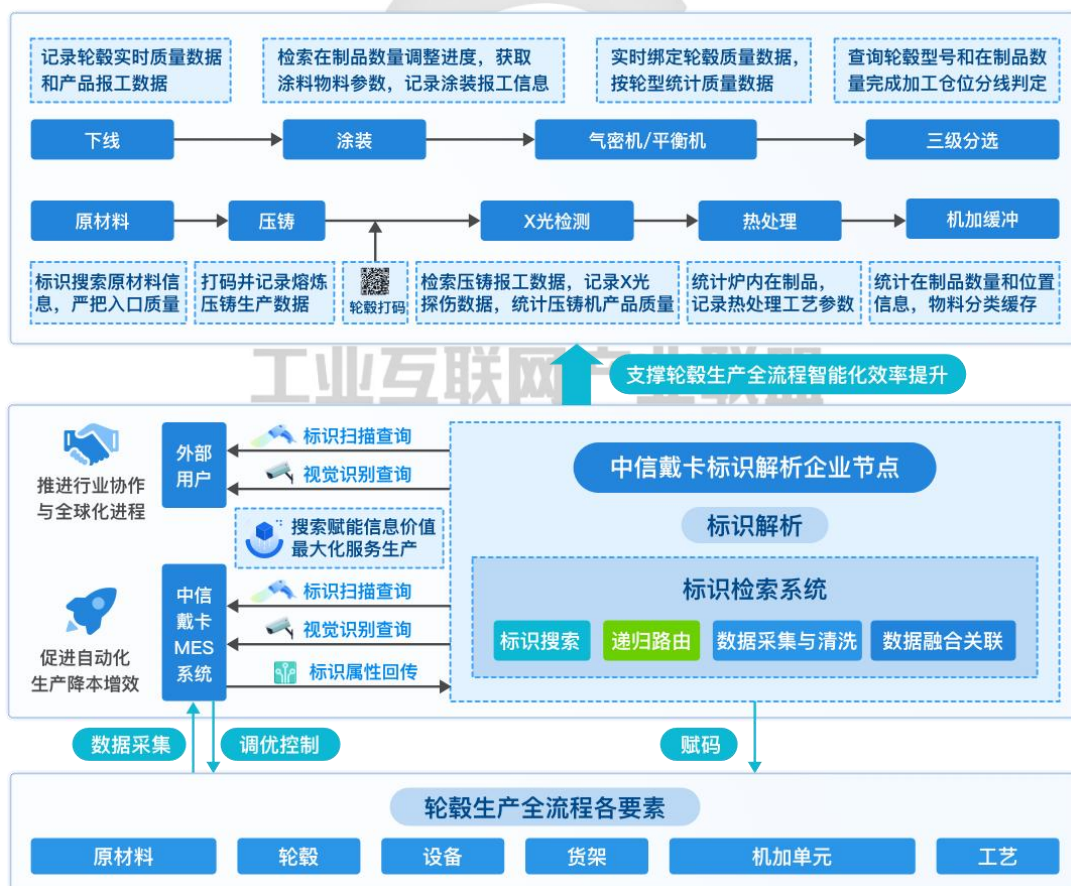 记录轮毂实时质量数据
和产品报工数据
检索在制品数量调整进度，获取
涂料物料参数，记录涂装报工信息
实时绑定轮毂质量数据，
按轮型统计质量数据
查询轮毂型号和在制品数
量完成加工仓位分线判定
下线
涂装
气密机/平衡机
三级分选
原材料
压铸
X光检测
热处理
机加缓冲
标识搜索原材料信
息，严把入口质量
打码并记录熔炼
压铸生产数据
轮毂打码
检索压铸报工数据，记录X光
探伤数据，统计压铸机产品质量
统计炉内在制品，
记录热处理工艺参数
统计在制品数量和位置
信息，物料分类缓存
工业互联网产业联盟
支撑轮毂生产全流程智能化效率提升
推进行业协作
与全球化进程
外部
用户
标识扫描查询
视觉识别查询
搜索赋能信息价值
最大化服务生产
促进自动化
生产降本增效
中信
戴卡
MES
系统
标识扫描查询
视觉识别查询
标识属性回传
中信戴卡标识解析企业节点
标识解析
标识检索系统
标识搜索
递归路由
数据采集与清洗
数据融合关联
数据采集
调优控制
赋码
轮毂生产全流程各要素
原材料
轮毂
设备
货架
机加单元
工艺